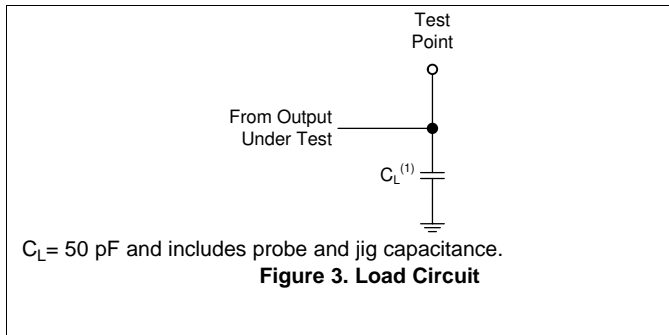 Test
Point
From Output
Under Test
C_L^(1)
C_L= 50 pF and includes probe and jig capacitance.
Figure 3. Load Circuit